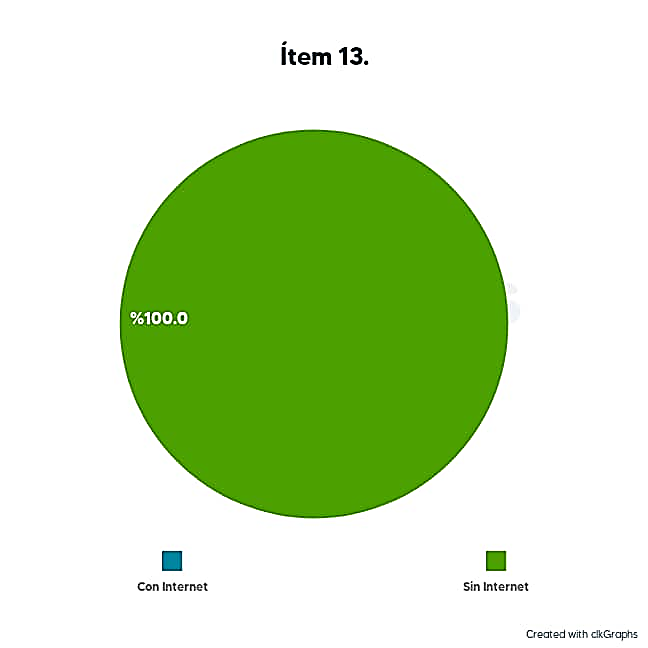 Ítem 13.
%100.0
Con Internet
Sin Internet
Created with clkGraphs